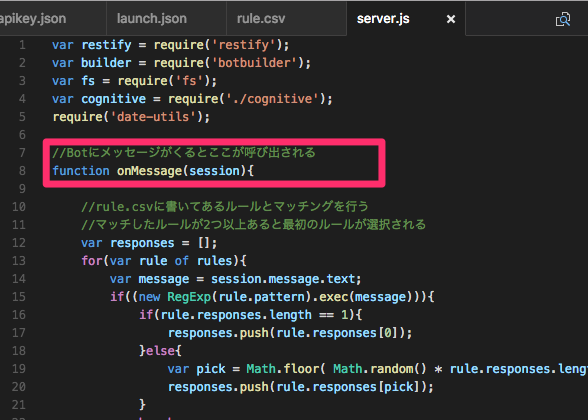 apikey.json launch.json rule.csv server.js ×
1 var restify = require('restify');
2 var builder = require('botbuilder');
3 var fs = require('fs');
4 var cognitive = require('./cognitive');
5 require('date-utils');
6
7 //Botにメッセージがくるとここが呼び出される
8 function onMessage(session){
9
10 //rule.csvに書いてあるルールとマッチングを行う
11 //マッチしたルールが2つ以上あると最初のルールが選択される
12 var responses = [];
13 for(var rule of rules){
14 var message = session.message.text;
15 if((new RegExp(rule.pattern).exec(message))){
16 if(rule.responses.length == 1){
17 responses.push(rule.responses[0]);
18 }else{
19 var pick = Math.floor( Math.random() * rule.responses.leng
20 responses.push(rule.responses[pick]);
21 }